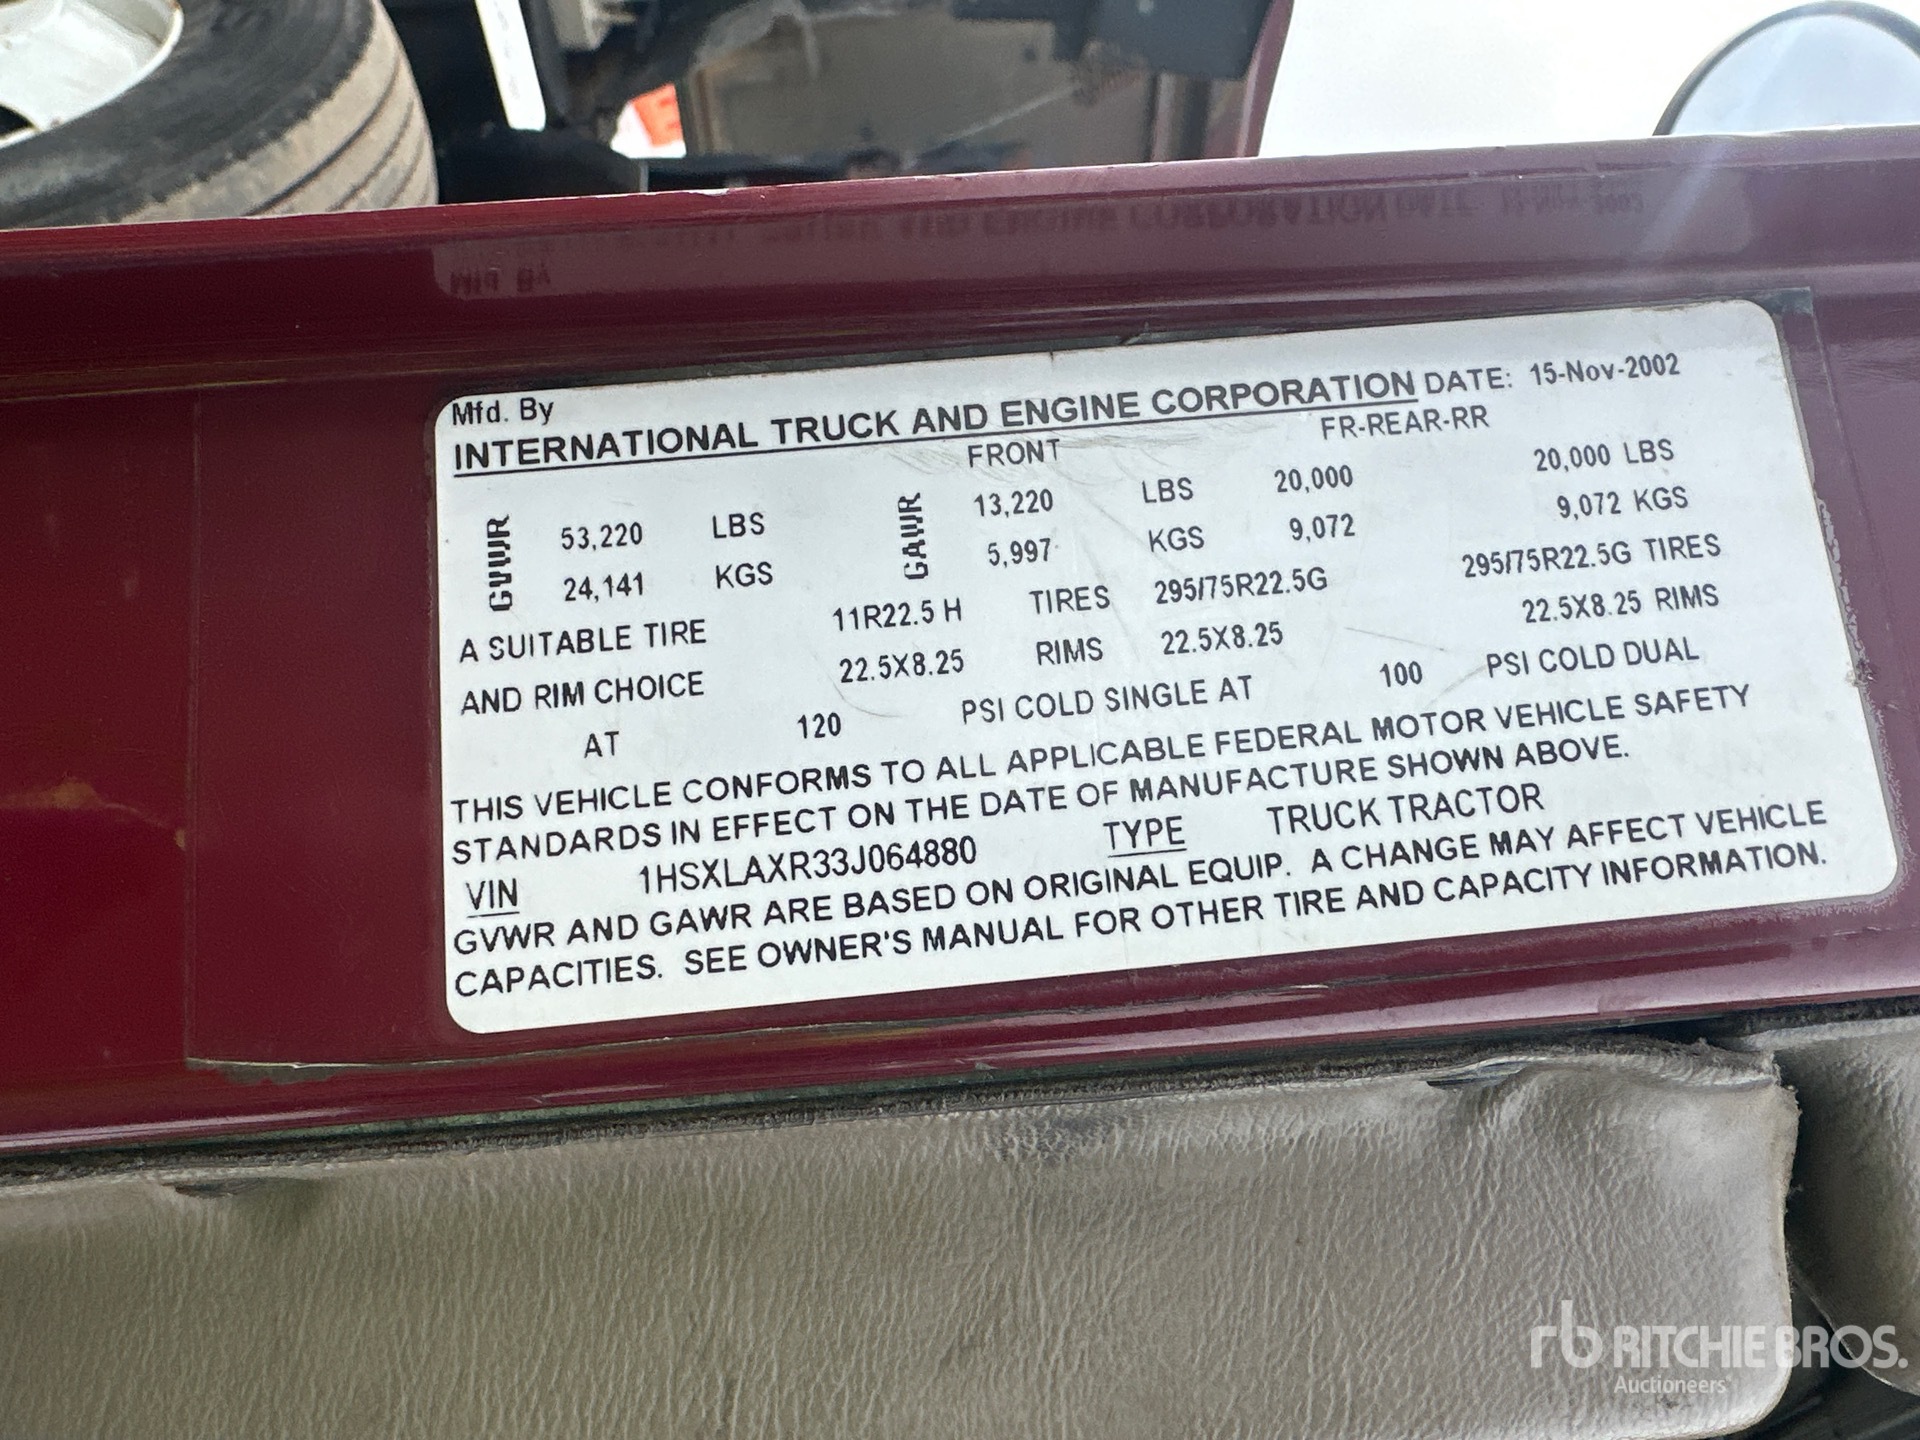 Mfd. By
INTERNATIONAL TRUCK AND ENGINE CORPORATION DATE: 15-Nov-2002
FRONT FR-REAR-RR
GVWR 53,220 LBS GAWR 13,220 LBS 20,000 20,000 LBS
24,141 KGS 5,997 KGS 9,072 9,072 KGS
A SUITABLE TIRE 11R22.5 H TIRES 295/75R22.5G 295/75R22.5G TIRES
AND RIM CHOICE 22.5X8.25 RIMS 22.5X8.25 22.5X8.25 RIMS
AT 120 PSI COLD SINGLE AT 100 PSI COLD DUAL
THIS VEHICLE CONFORMS TO ALL APPLICABLE FEDERAL MOTOR VEHICLE SAFETY
STANDARDS IN EFFECT ON THE DATE OF MANUFACTURE SHOWN ABOVE.
VIN 1HSXLAXR33J064880 TYPE TRUCK TRACTOR
GVWR AND GAWR ARE BASED ON ORIGINAL EQUIP. A CHANGE MAY AFFECT VEHICLE
CAPACITIES. SEE OWNER'S MANUAL FOR OTHER TIRE AND CAPACITY INFORMATION.
rb RITCHIE BROS.
Auctioneers